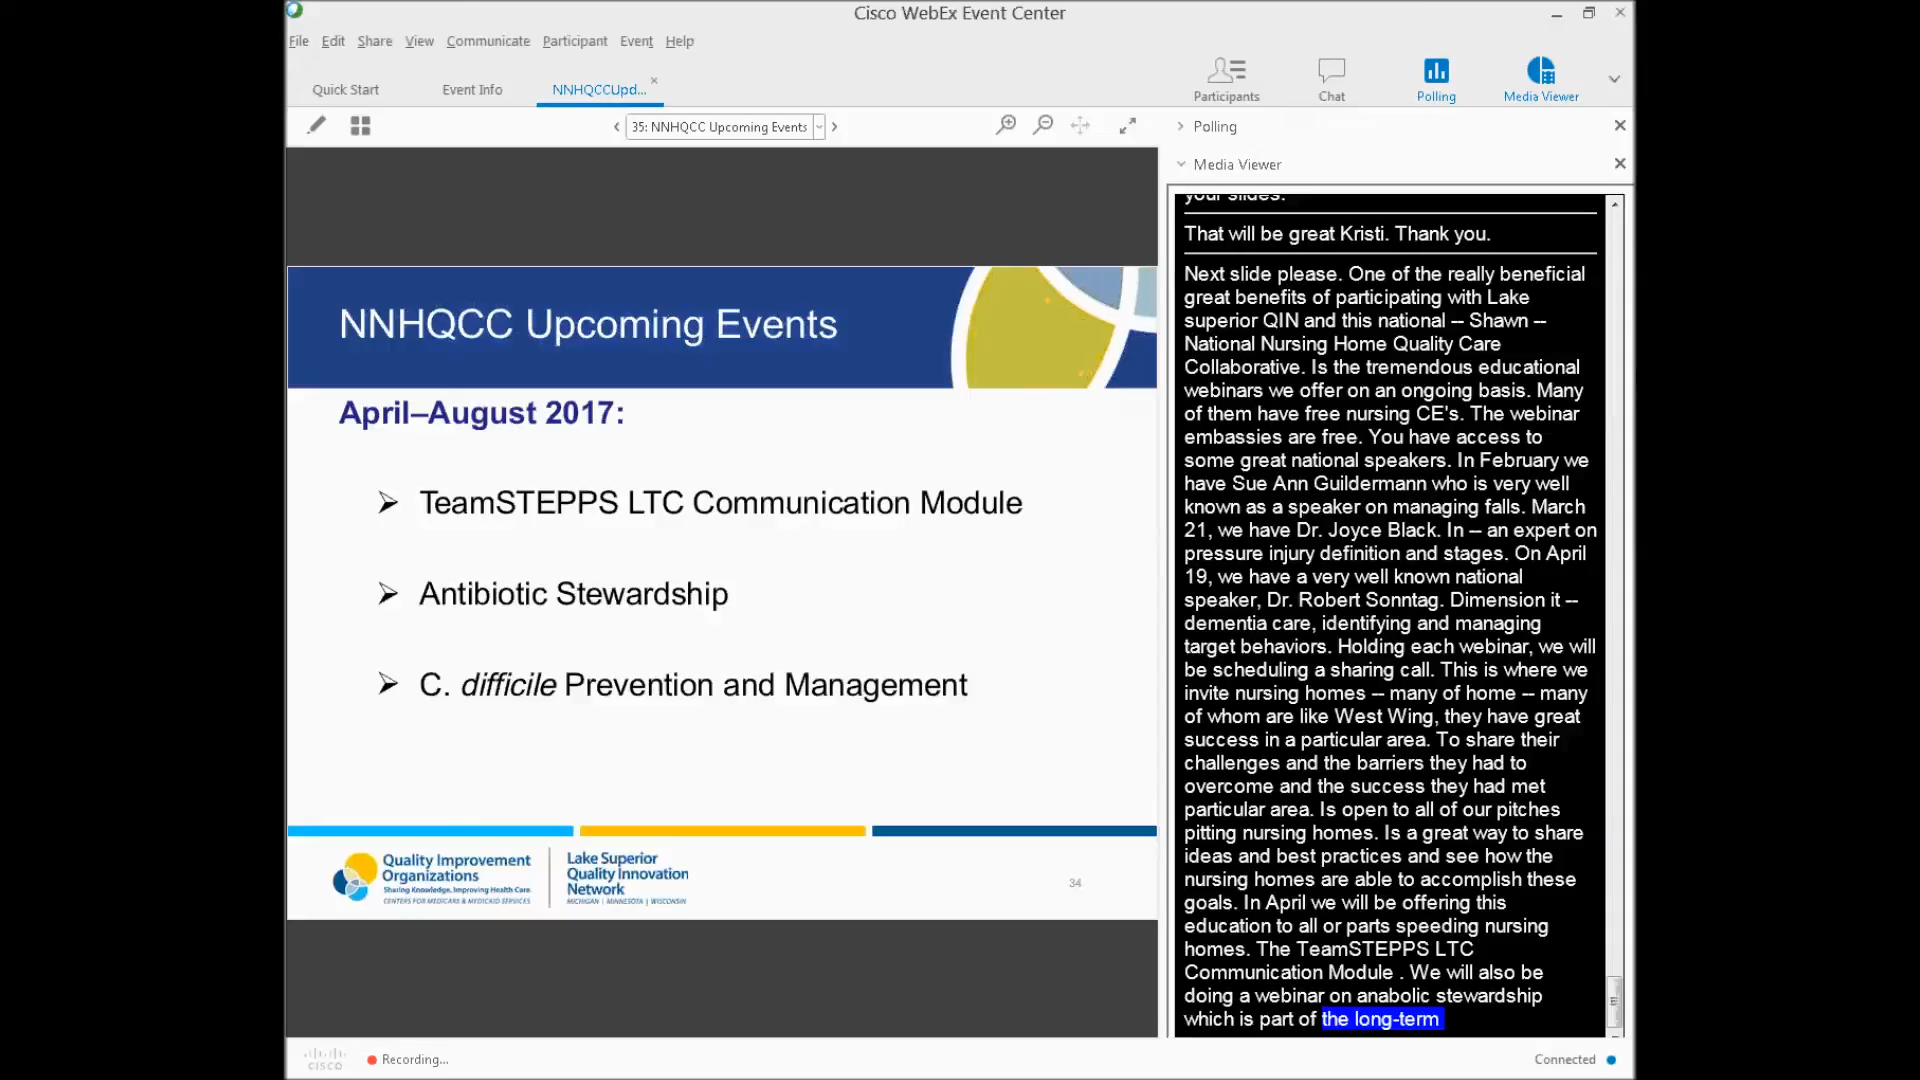 Cisco WebEx Event Center
File Edit Share View Communicate Participant Event Help
Quick Start Event Info NNHQCCUpd...
Participants Chat Polling Media Viewer
35: NNHQCC Upcoming Events
NNHQCC Upcoming Events
April–August 2017:
TeamSTEPPS LTC Communication Module
Antibiotic Stewardship
C. difficile Prevention and Management
Quality Improvement
Organizations
Sharing Knowledge. Improving Health Care.
CENTERS FOR MEDICARE & MEDICAID SERVICES
Lake Superior
Quality Innovation
Network
MICHIGAN | MINNESOTA | WISCONSIN
34
Polling
Media Viewer
your slides.
That will be great Kristi. Thank you.
Next slide please. One of the really beneficial
great benefits of participating with Lake
superior QIN and this national -- Shawn --
National Nursing Home Quality Care
Collaborative. Is the tremendous educational
webinars we offer on an ongoing basis. Many
of them have free nursing CE's. The webinar
embassies are free. You have access to
some great national speakers. In February we
have Sue Ann Guildermann who is very well
known as a speaker on managing falls. March
21, we have Dr. Joyce Black. In -- an expert on
pressure injury definition and stages. On April
19, we have a very well known national
speaker, Dr. Robert Sonntag. Dimension it --
dementia care, identifying and managing
target behaviors. Holding each webinar, we will
be scheduling a sharing call. This is where we
invite nursing homes -- many of home -- many
of whom are like West Wing, they have great
success in a particular area. To share their
challenges and the barriers they had to
overcome and the success they had met
particular area. Is open to all of our pitches
pitting nursing homes. Is a great way to share
ideas and best practices and see how the
nursing homes are able to accomplish these
goals. In April we will be offering this
education to all or parts speeding nursing
homes. The TeamSTEPPS LTC
Communication Module . We will also be
doing a webinar on anabolic stewardship
which is part of the long-term
CISCO
Recording...
Connected